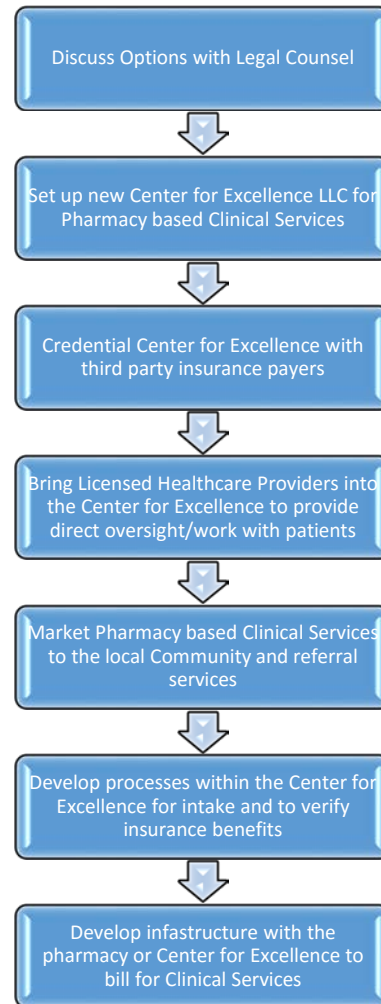 Discuss Options with Legal Counsel
Set up new Center for Excellence LLC for
Pharmacy based Clinical Services
Credential Center for Excellence with
third party insurance payers
Bring Licensed Healthcare Providers into
the Center for Excellence to provide
direct oversight/work with patients
Market Pharmacy based Clinical Services
to the local Community and referral
services
Develop processes within the Center for
Excellence for intake and to verify
insurance benefits
Develop infastructure with the
pharmacy or Center for Excellence to
bill for Clinical Services